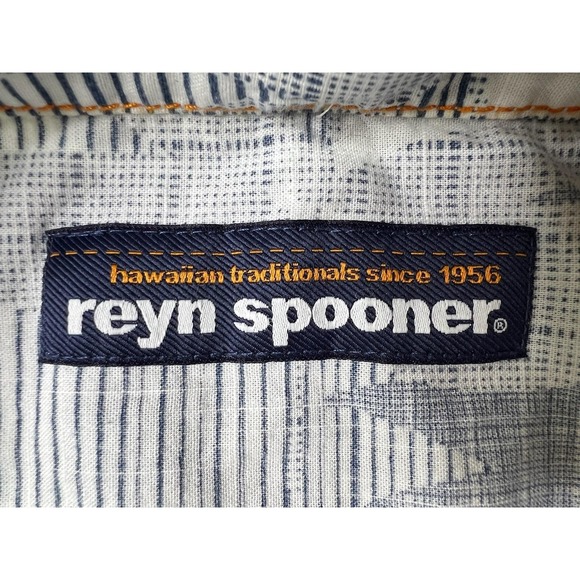 hawaiian traditionals since 1956
reyn spooner®